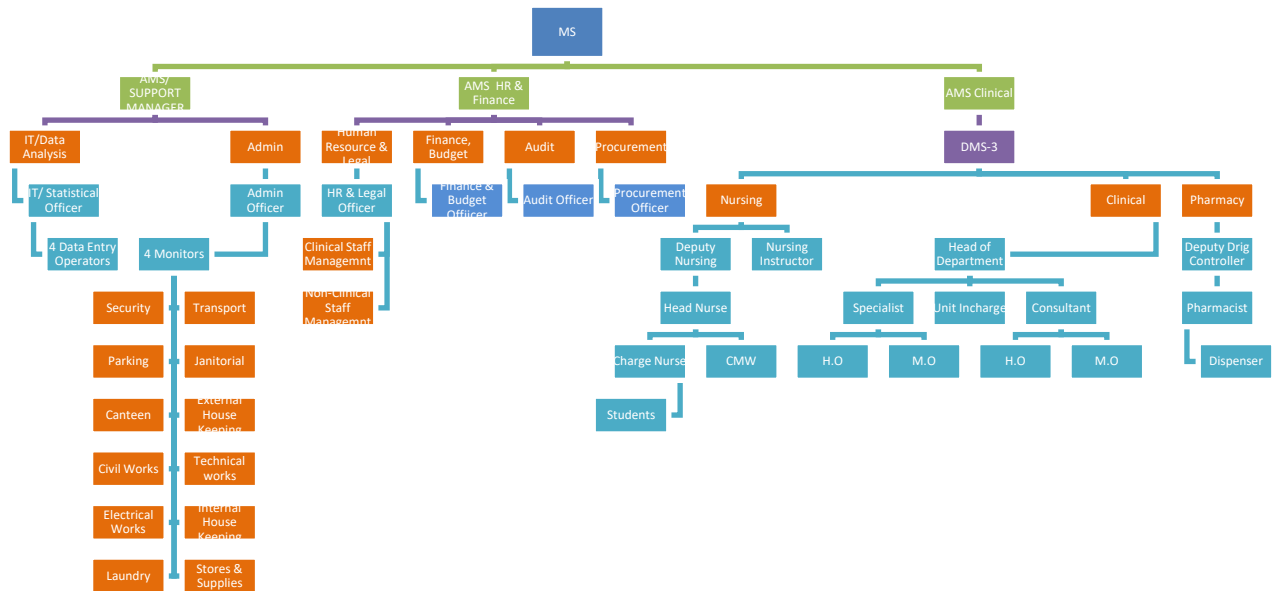 MS
AMS/
SUPPORT
MANAGER
AMS HR &
Finance
AMS Clinical
IT/Data
Analysis
Admin
Human
Resource &
Legal
Finance,
Budget
Audit
Procurement
DMS-3
IT/ Statistical
Officer
Admin
Officer
HR & Legal
Officer
Finance &
Budget
Offiicer
Audit Officer
Procurement
Officer
Nursing
Clinical
Pharmacy
4 Data Entry
Operators
4 Monitors
Clinical Staff
Managemnt
Deputy
Nursing
Nursing
Instructor
Head of
Department
Deputy Drig
Controller
Security
Transport
Non-Clinical
Staff
Managemnt
Head Nurse
Specialist
Unit Incharge
Consultant
Pharmacist
Parking
Janitorial
Charge Nurse
CMW
H.O
M.O
H.O
M.O
Dispenser
Canteen
External
House
Keeping
Students
Civil Works
Technical
works
Electrical
Works
Internal
House
Keeping
Laundry
Stores &
Supplies